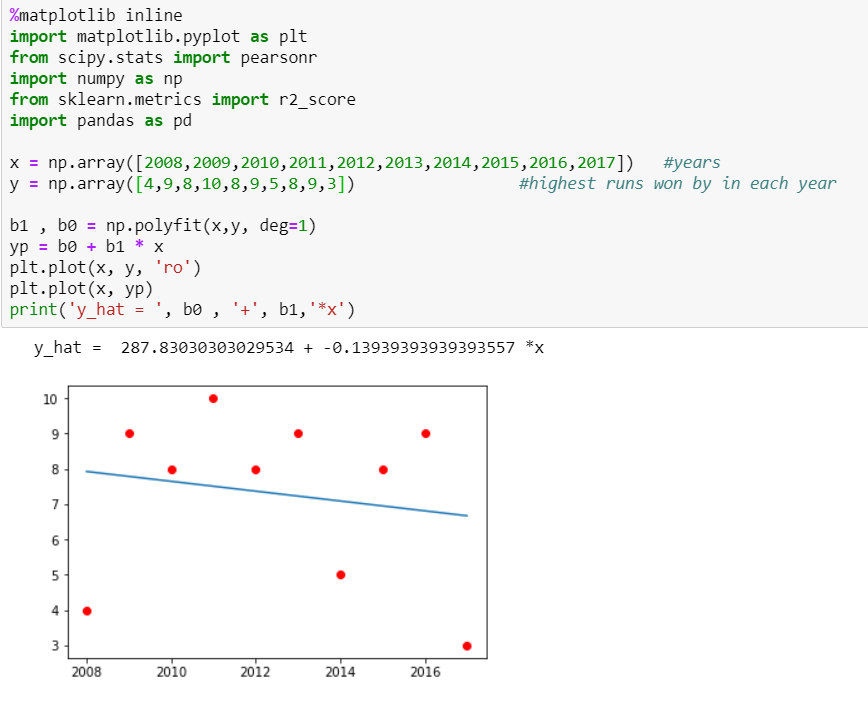 %matplotlib inline
import matplotlib.pyplot as plt
from scipy.stats import pearsonr
import numpy as np
from sklearn.metrics import r2_score
import pandas as pd
x = np.array([2008,2009,2010,2011,2012,2013,2014,2015,2016,2017]) #years
y = np.array([4,9,8,10,8,9,5,8,9,3]) #highest runs won by in each year
b1 , b0 = np.polyfit(x,y, deg=1)
yp = b0 + b1 * x
plt.plot(x, y, 'ro')
plt.plot(x, yp)
print('y_hat = ', b0 , '+', b1,'*x')
y_hat = 287.83030303029534 + -0.13939393939393557 *x
10
9
8
7
6
5
4
3
2008 2010 2012 2014 2016